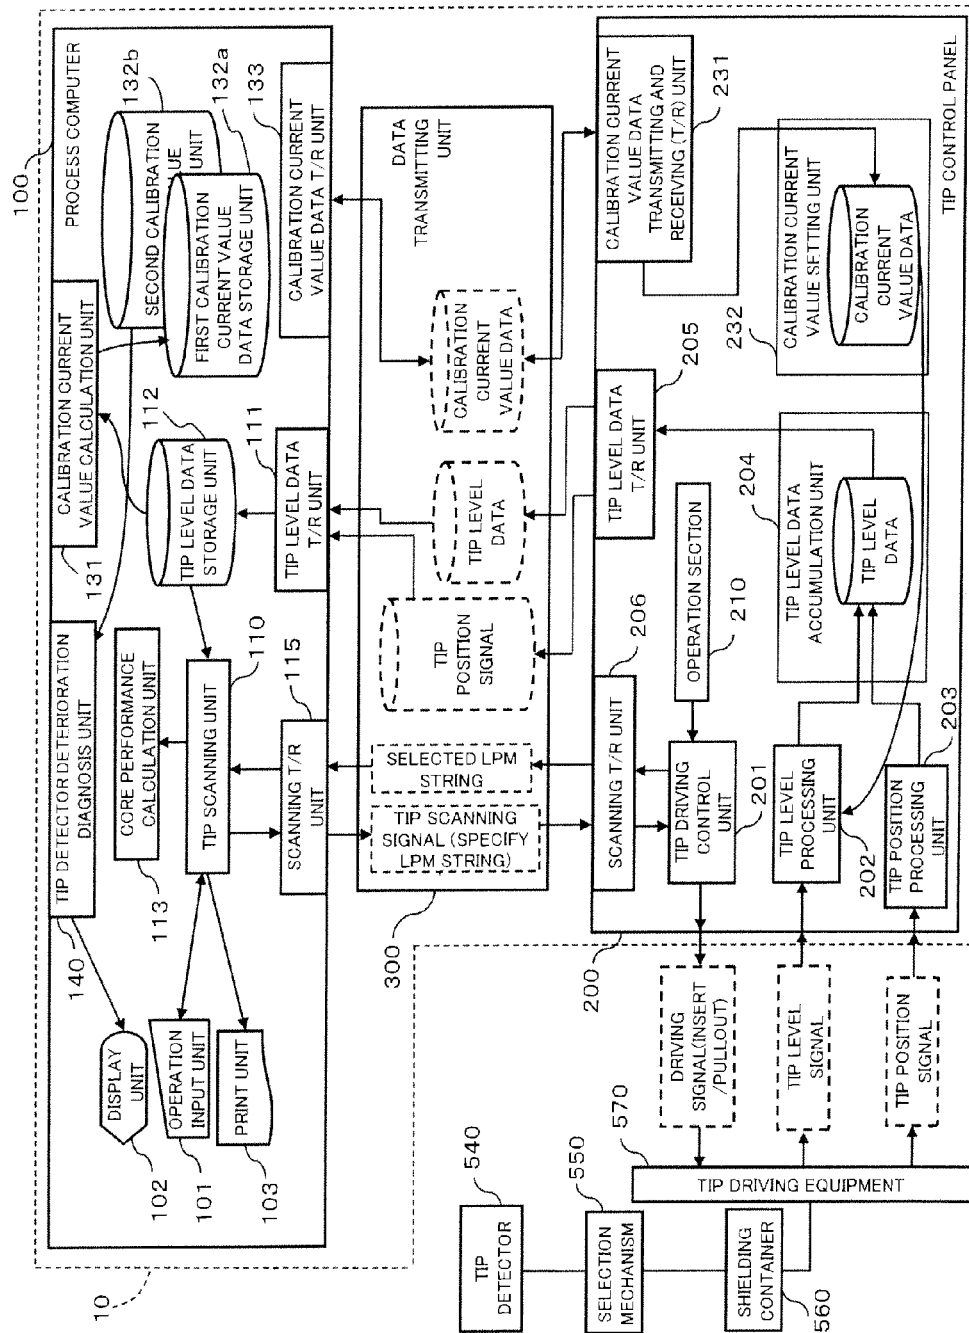 10
100
PROCESS COMPUTER
DISPLAY
UNIT
102
OPERATION
INPUT UNIT
101
PRINT UNIT
103
TIP DETECTOR DETERIORATION
DIAGNOSIS UNIT
140
CORE PERFORMANCE
CALCULATION UNIT
113
TIP SCANNING UNIT
110
SCANNING T/R
UNIT
115
CALIBRATION CURRENT
VALUE CALCULATION UNIT
131
TIP LEVEL DATA
STORAGE UNIT
112
TIP LEVEL DATA
T/R UNIT
111
SECOND CALIBRATION
VALUE
UNIT
132b
FIRST CALIBRATION
CURRENT VALUE
DATA STORAGE UNIT
132a
CALIBRATION CURRENT
VALUE DATA T/R UNIT
133
300
DATA
TRANSMITTING UNIT
TIP SCANNING
SIGNAL (SPECIFY
LPM STRING)
SELECTED LPM
STRING
TIP
POSITION
SIGNAL
TIP LEVEL
DATA
CALIBRATION
CURRENT
VALUE DATA
200
TIP CONTROL PANEL
SCANNING T/R UNIT
206
TIP DRIVING
CONTROL
UNIT
201
OPERATION SECTION
210
TIP LEVEL
PROCESSING
UNIT
202
TIP POSITION
PROCESSING
UNIT
203
TIP LEVEL DATA
ACCUMULATION UNIT
204
TIP LEVEL
DATA
TIP LEVEL DATA
T/R UNIT
205
CALIBRATION CURRENT
VALUE DATA
TRANSMITTING AND
RECEIVING (T/R) UNIT
231
CALIBRATION CURRENT
VALUE SETTING UNIT
232
CALIBRATION
CURRENT
VALUE DATA
DRIVING
SIGNAL(INSERT
/PULLOUT)
TIP LEVEL
SIGNAL
TIP POSITION
SIGNAL
TIP DRIVING EQUIPMENT
570
TIP
DETECTOR
540
SELECTION
MECHANISM
550
SHIELDING
CONTAINER
560